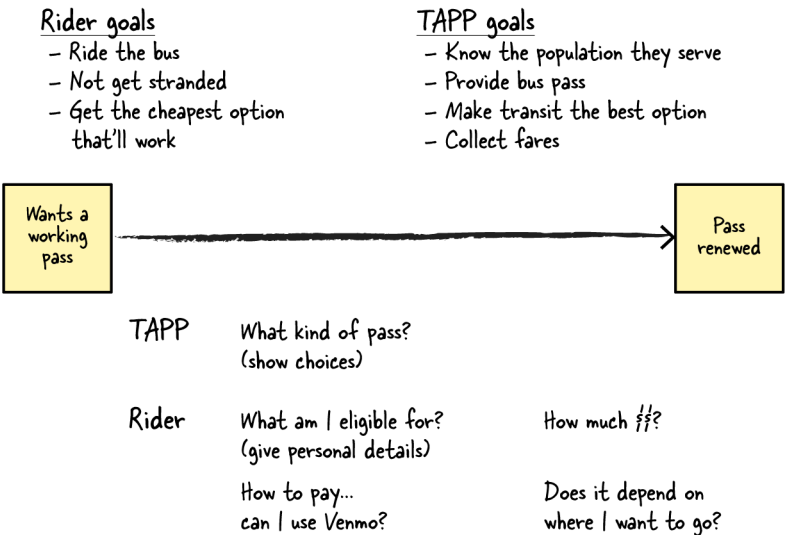 Rider goals
– Ride the bus
– Not get stranded
– Get the cheapest option
that'll work
TAPP goals
– Know the population they serve
– Provide bus pass
– Make transit the best option
– Collect fares
Wants a
working
pass
Pass
renewed
TAPP
What kind of pass?
(show choices)
Rider
What am I eligible for?
(give personal details)
How much $$?
How to pay...
can I use Venmo?
Does it depend on
where I want to go?